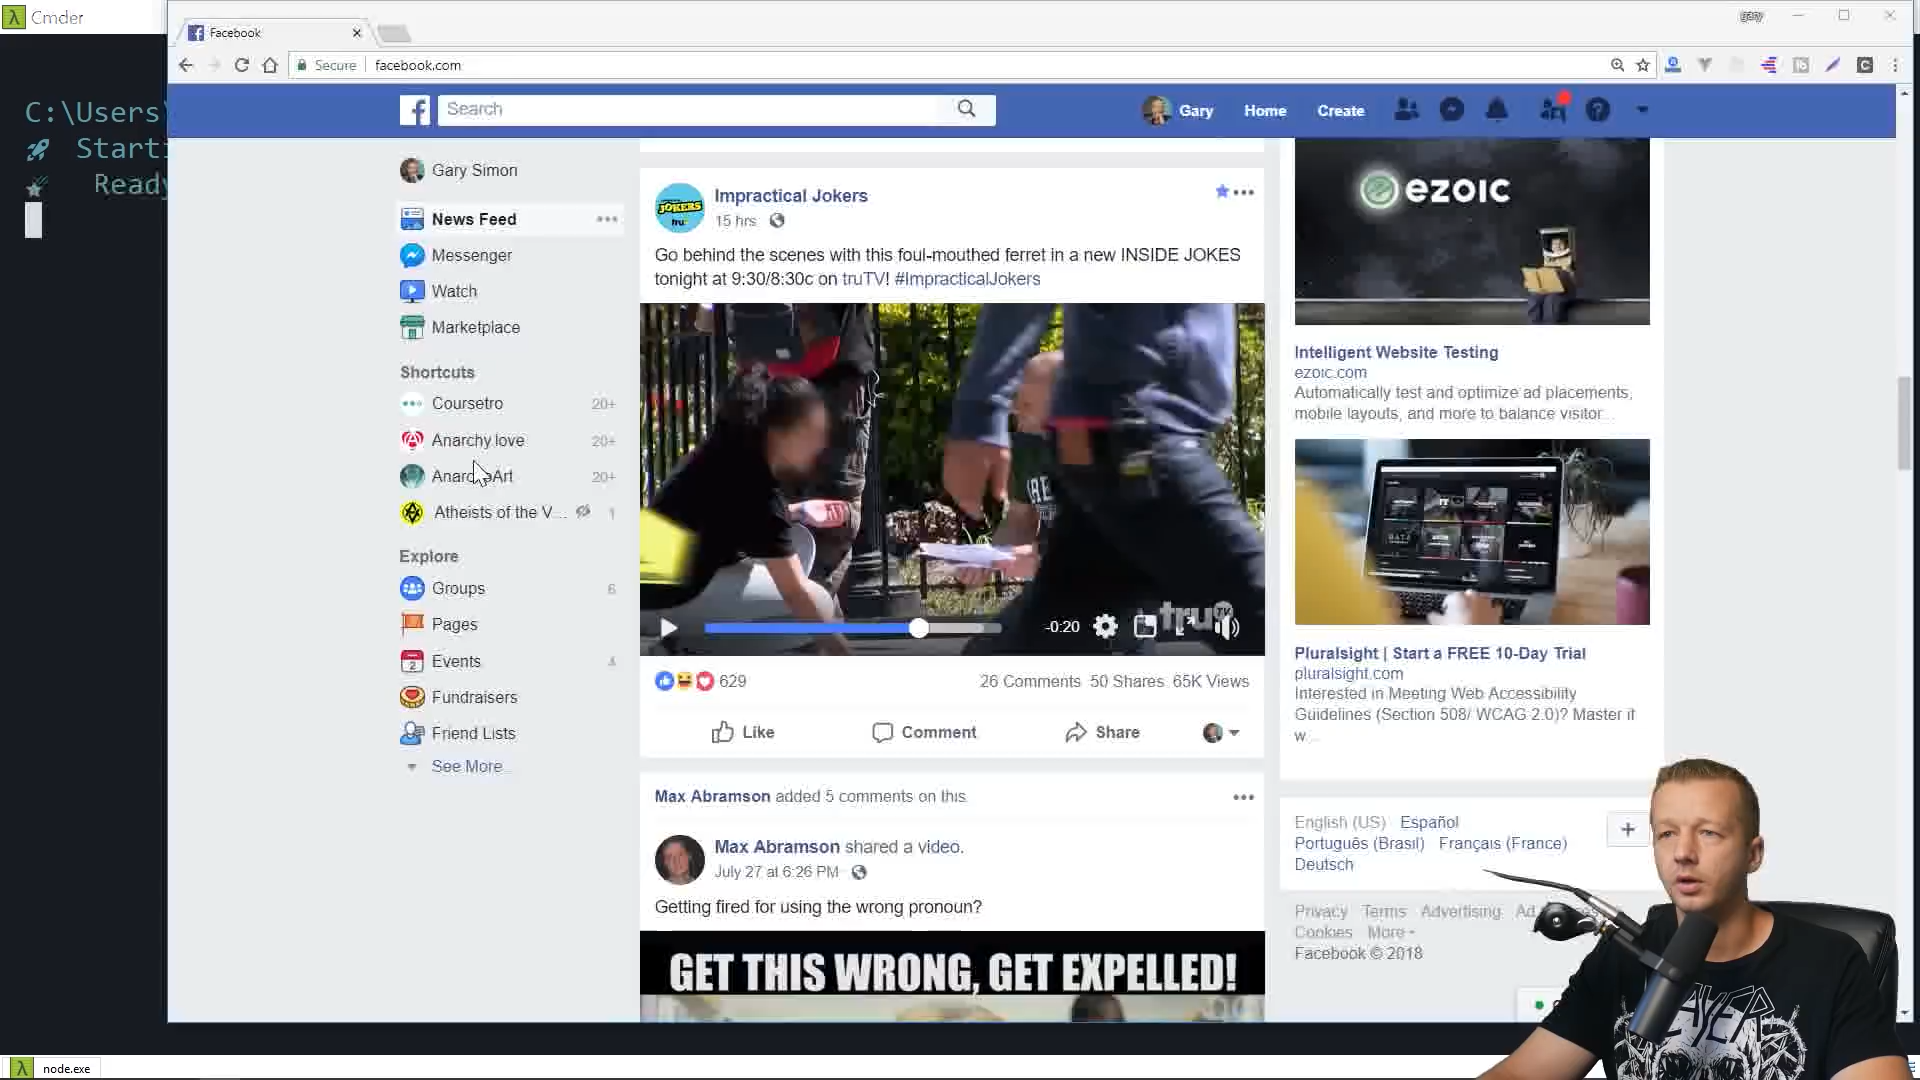 Cmder
Facebook
gary
Secure
facebook.com
C:\Users\
Starti
Ready
Search
Gary
Home
Create
Gary Simon
News Feed
Messenger
Watch
Marketplace
Shortcuts
Coursetro
20+
Anarchy love
20+
20+
Atheists of the V...
1
Explore
Groups
6
Pages
Events
4
Fundraisers
Friend Lists
See More...
JOKERS
tru
Impractical Jokers
15 hrs
Go behind the scenes with this foul-mouthed ferret in a new INSIDE JOKES
tonight at 9:30/8:30c on truTV! #ImpracticalJokers
truTV
-0:20
629
26 Comments
50 Shares
65K Views
Like
Comment
Share
Max Abramson added 5 comments on this.
Max Abramson shared a video.
July 27 at 6:26 PM
Getting fired for using the wrong pronoun?
GET THIS WRONG, GET EXPELLED!
ezoic
Intelligent Website Testing
ezoic.com
Automatically test and optimize ad placements,
mobile layouts, and more to balance visitor...
Pluralsight | Start a FREE 10-Day Trial
pluralsight.com
Interested in Meeting Web Accessibility
Guidelines (Section 508/ WCAG 2.0)? Master it
w...
English (US)
Español
Português (Brasil)
Français (France)
Deutsch
Privacy
Terms
Advertising
Cookies
More
Facebook © 2018
SLAYER
node.exe